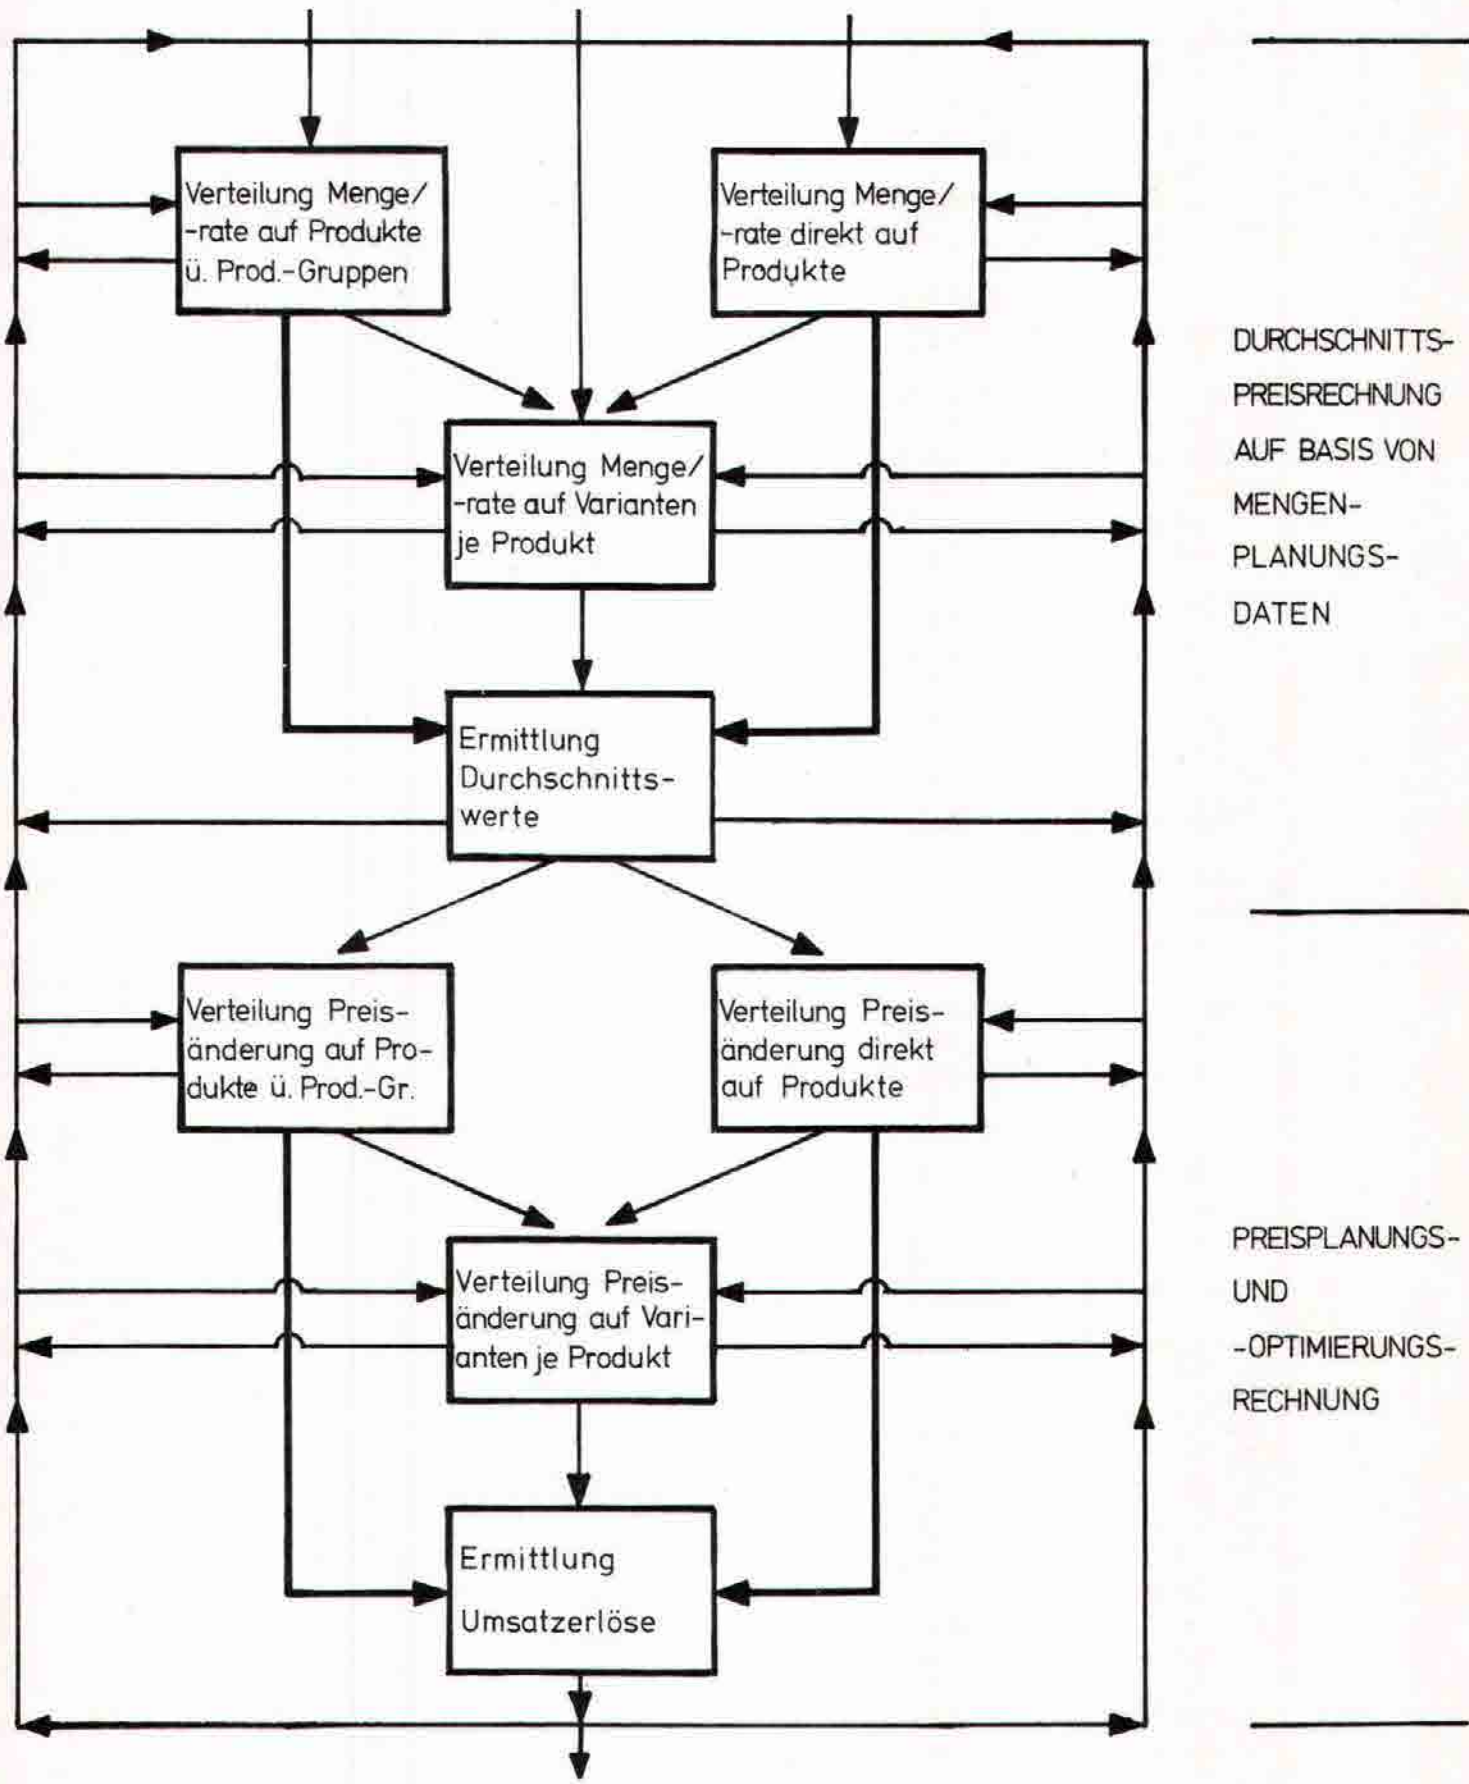 Verteilung Menge/
-rate auf Produkte
ü. Prod.-Gruppen
Verteilung Menge/
-rate direkt auf
Produkte
Verteilung Menge/
-rate auf Varianten
je Produkt
Ermittlung
Durchschnitts-
werte
DURCHSCHNITTS-
PREISRECHNUNG
AUF BASIS VON
MENGEN-
PLANUNGS-
DATEN
Verteilung Preis-
änderung auf Pro-
dukte ü. Prod.-Gr.
Verteilung Preis-
änderung direkt
auf Produkte
Verteilung Preis-
änderung auf Vari-
anten je Produkt
Ermittlung
Umsatzerlöse
PREISPLANUNGS-
UND
-OPTIMIERUNGS-
RECHNUNG